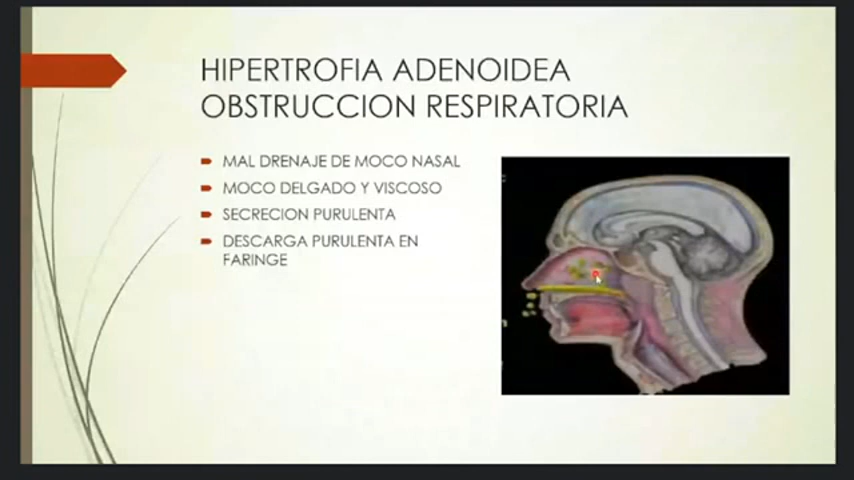 HIPERTROFIA ADENOIDEA
OBSTRUCCION RESPIRATORIA
MAL DRENAJE DE MOCO NASAL
MOCO DELGADO Y VISCOSO
SECRECION PURULENTA
DESCARGA PURULENTA EN
FARINGE